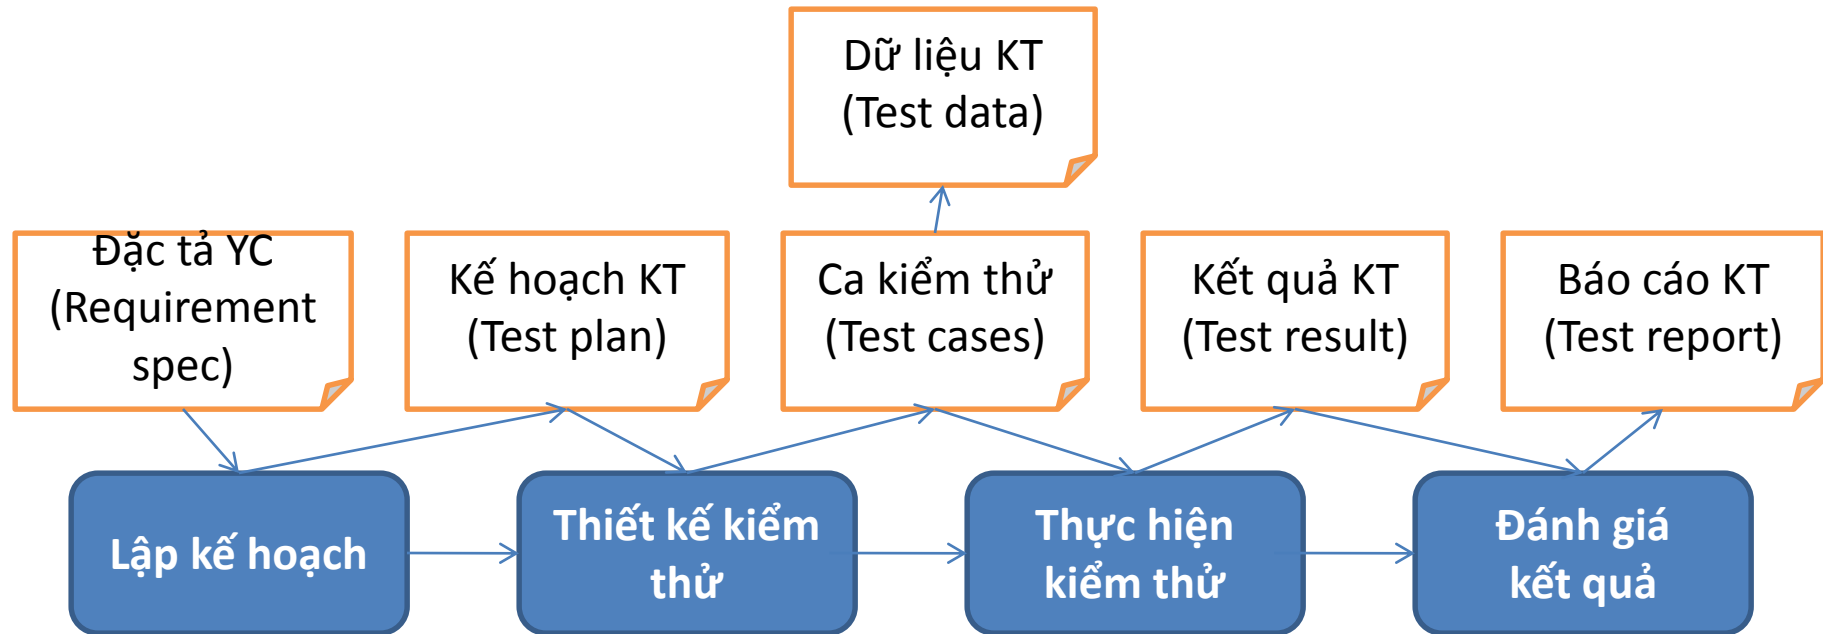 Dữ liệu KT
(Test data)
Đặc tả YC
(Requirement
spec)
Kế hoạch KT
(Test plan)
Ca kiểm thử
(Test cases)
Kết quả KT
(Test result)
Báo cáo KT
(Test report)
Lập kế hoạch
Thiết kế kiểm
thử
Thực hiện
kiểm thử
Đánh giá
kết quả